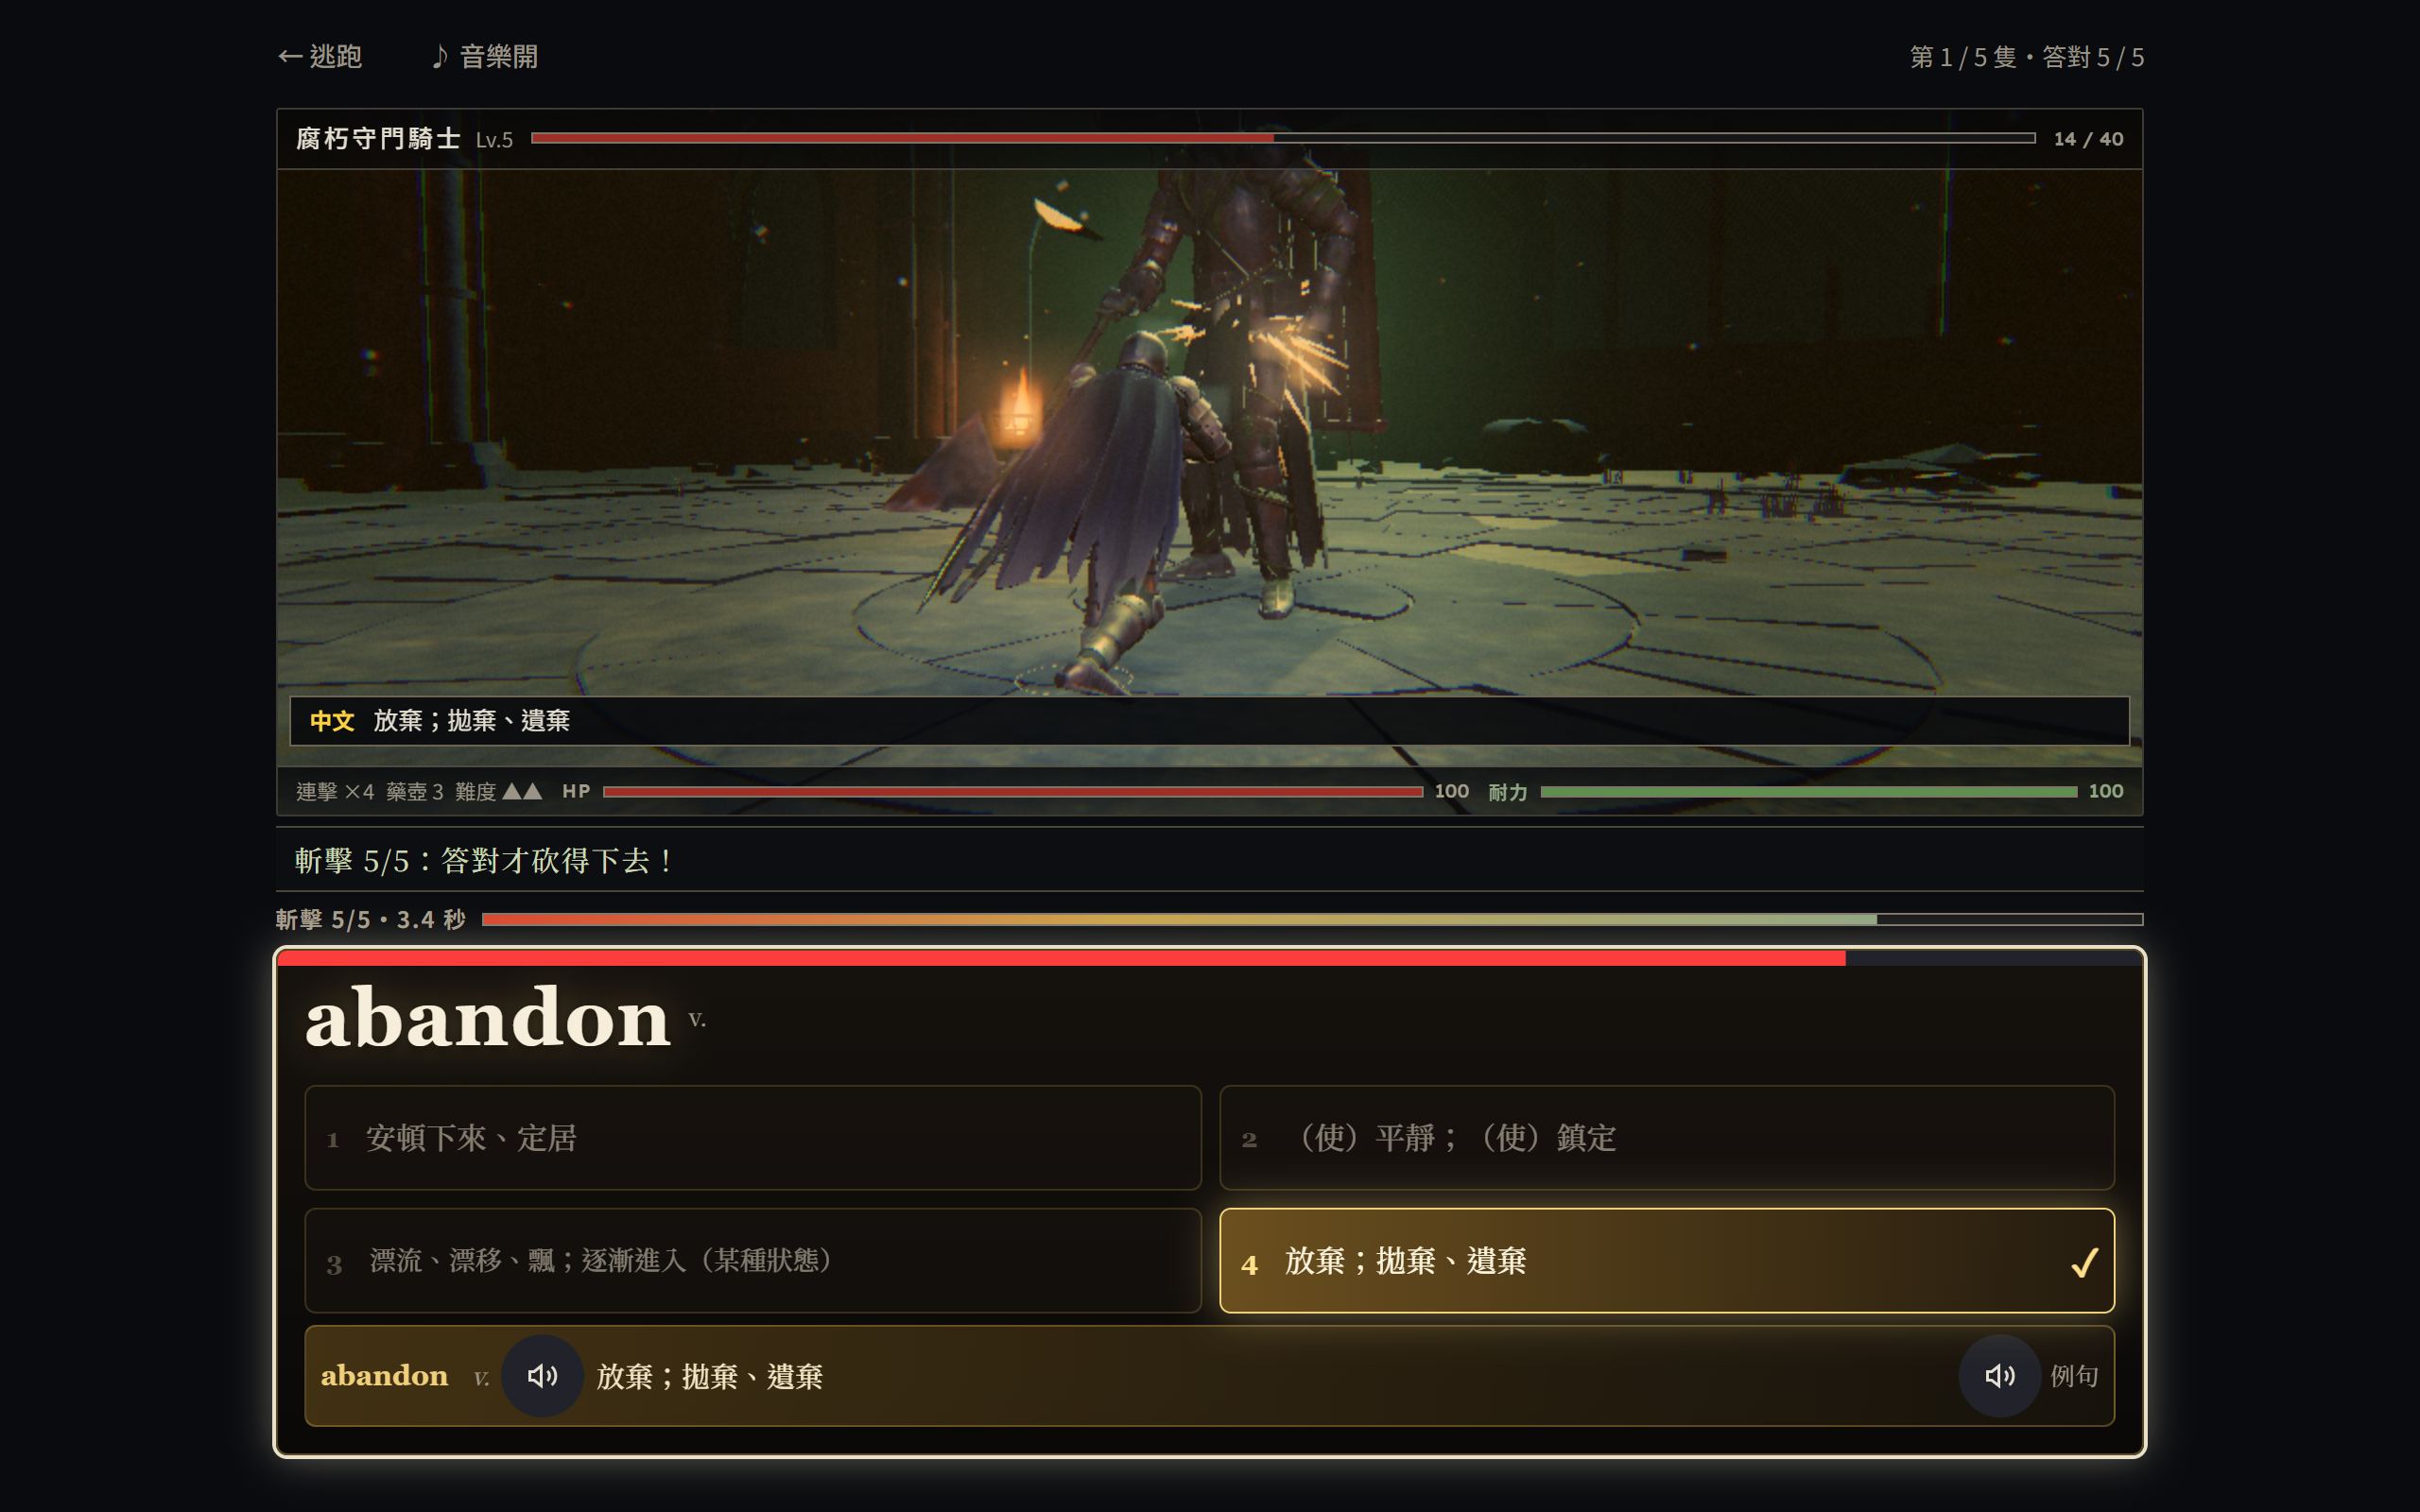 ← 逃跑 ♪ 音樂開 第 1 / 5 隻・答對 5 / 5
腐朽守門騎士 Lv.5 14 / 40
中文 放棄；拋棄、遺棄
連擊 ×4 藥壺 3 難度 ▲▲ HP 100 耐力 100
斬擊 5/5：答對才砍得下去！
斬擊 5/5・3.4 秒
abandon v.
1 安頓下來、定居
2 （使）平靜；（使）鎮定
3 漂流、漂移、飄；逐漸進入（某種狀態）
4 放棄；拋棄、遺棄 ✓
abandon v. 放棄；拋棄、遺棄 例句